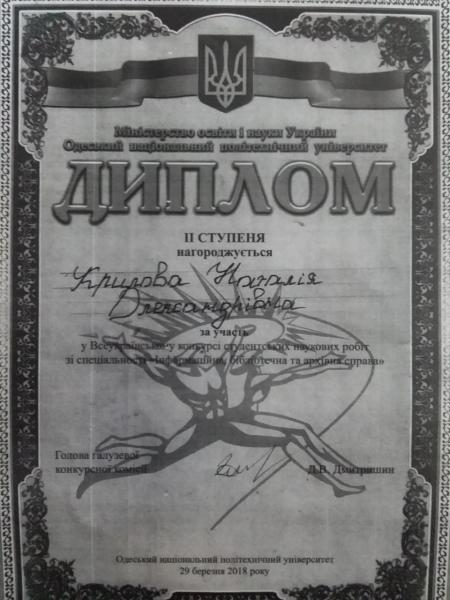 Міністерство освіти і науки України
Одеський національний політехнічний університет
ДИПЛОМ
ІІ СТУПЕНЯ
нагороджується
Крилова Наталія
Олександрівна
за участь
у Всеукраїнському конкурсі студентських наукових робіт
зі спеціальності «Інформаційна, бібліотечна та архівна справа»
Голова галузевої
конкурсної комісії
Д.В. Дмитришин
Одеський національний політехнічний університет
29 березня 2018 року